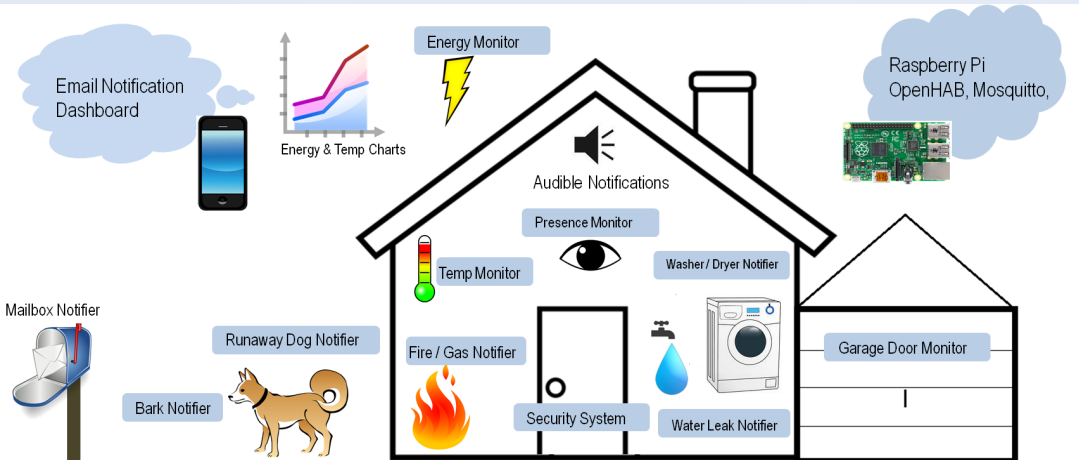 Email Notification
Dashboard
Energy & Temp Charts
Energy Monitor
Raspberry Pi
OpenHAB, Mosquitto,
Audible Notifications
Presence Monitor
Temp Monitor
Washer / Dryer Notifier
Mailbox Notifier
Runaway Dog Notifier
Fire / Gas Notifier
Garage Door Monitor
Bark Notifier
Security System
Water Leak Notifier